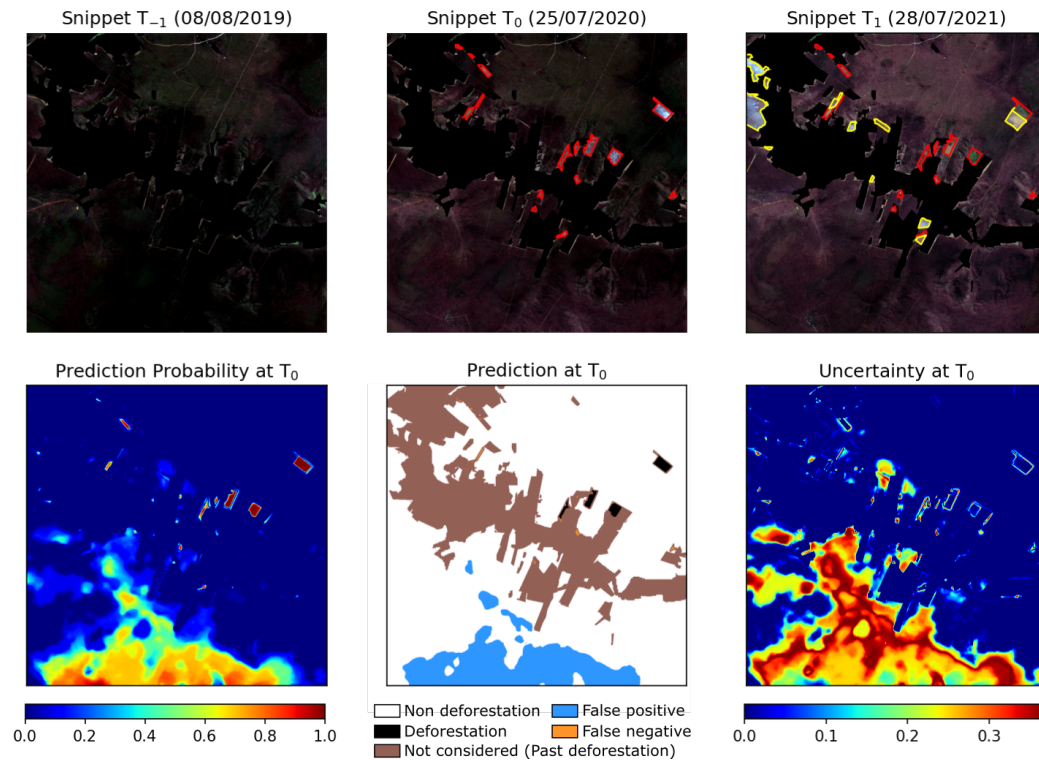 Snippet T₋₁ (08/08/2019)
Snippet T₀ (25/07/2020)
Snippet T₁ (28/07/2021)
Prediction Probability at T₀
Prediction at T₀
Uncertainty at T₀
0.0 0.2 0.4 0.6 0.8 1.0
Non deforestation
False positive
Deforestation
False negative
Not considered (Past deforestation)
0.0 0.1 0.2 0.3